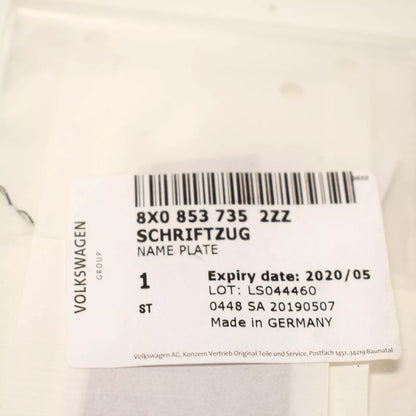 VOLKSWAGEN
GROUP
8X0 853 735 2ZZ
SCHRIFTZUG
NAME PLATE
1
ST
Expiry date: 2020/05
LOT: LS044460
0448 SA 20190507
Made in GERMANY
Volkswagen AG, Konzern Vertrieb Original Teile und Service, Postfach 1451, 34219 Baunatal